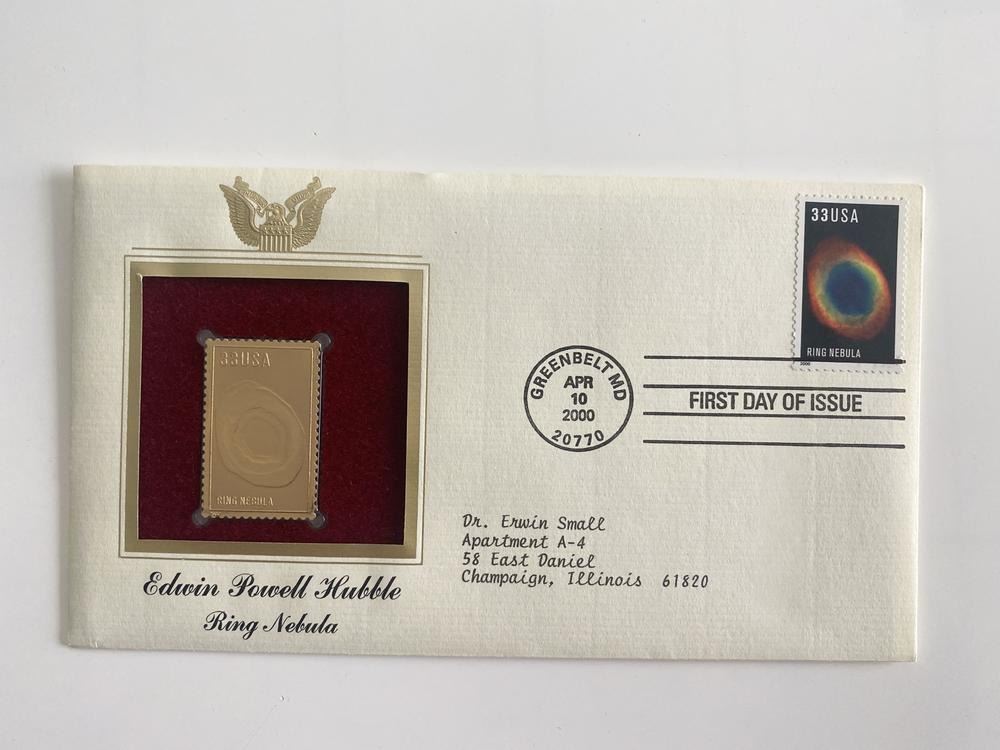 33USA
RING NEBULA
2000
GREENBELT MD
APR
10
2000
20770
FIRST DAY OF ISSUE
33USA
RING NEBULA
Edwin Powell Hubble
Ring Nebula
Dr. Erwin Small
Apartment A-4
58 East Daniel
Champaign, Illinois 61820